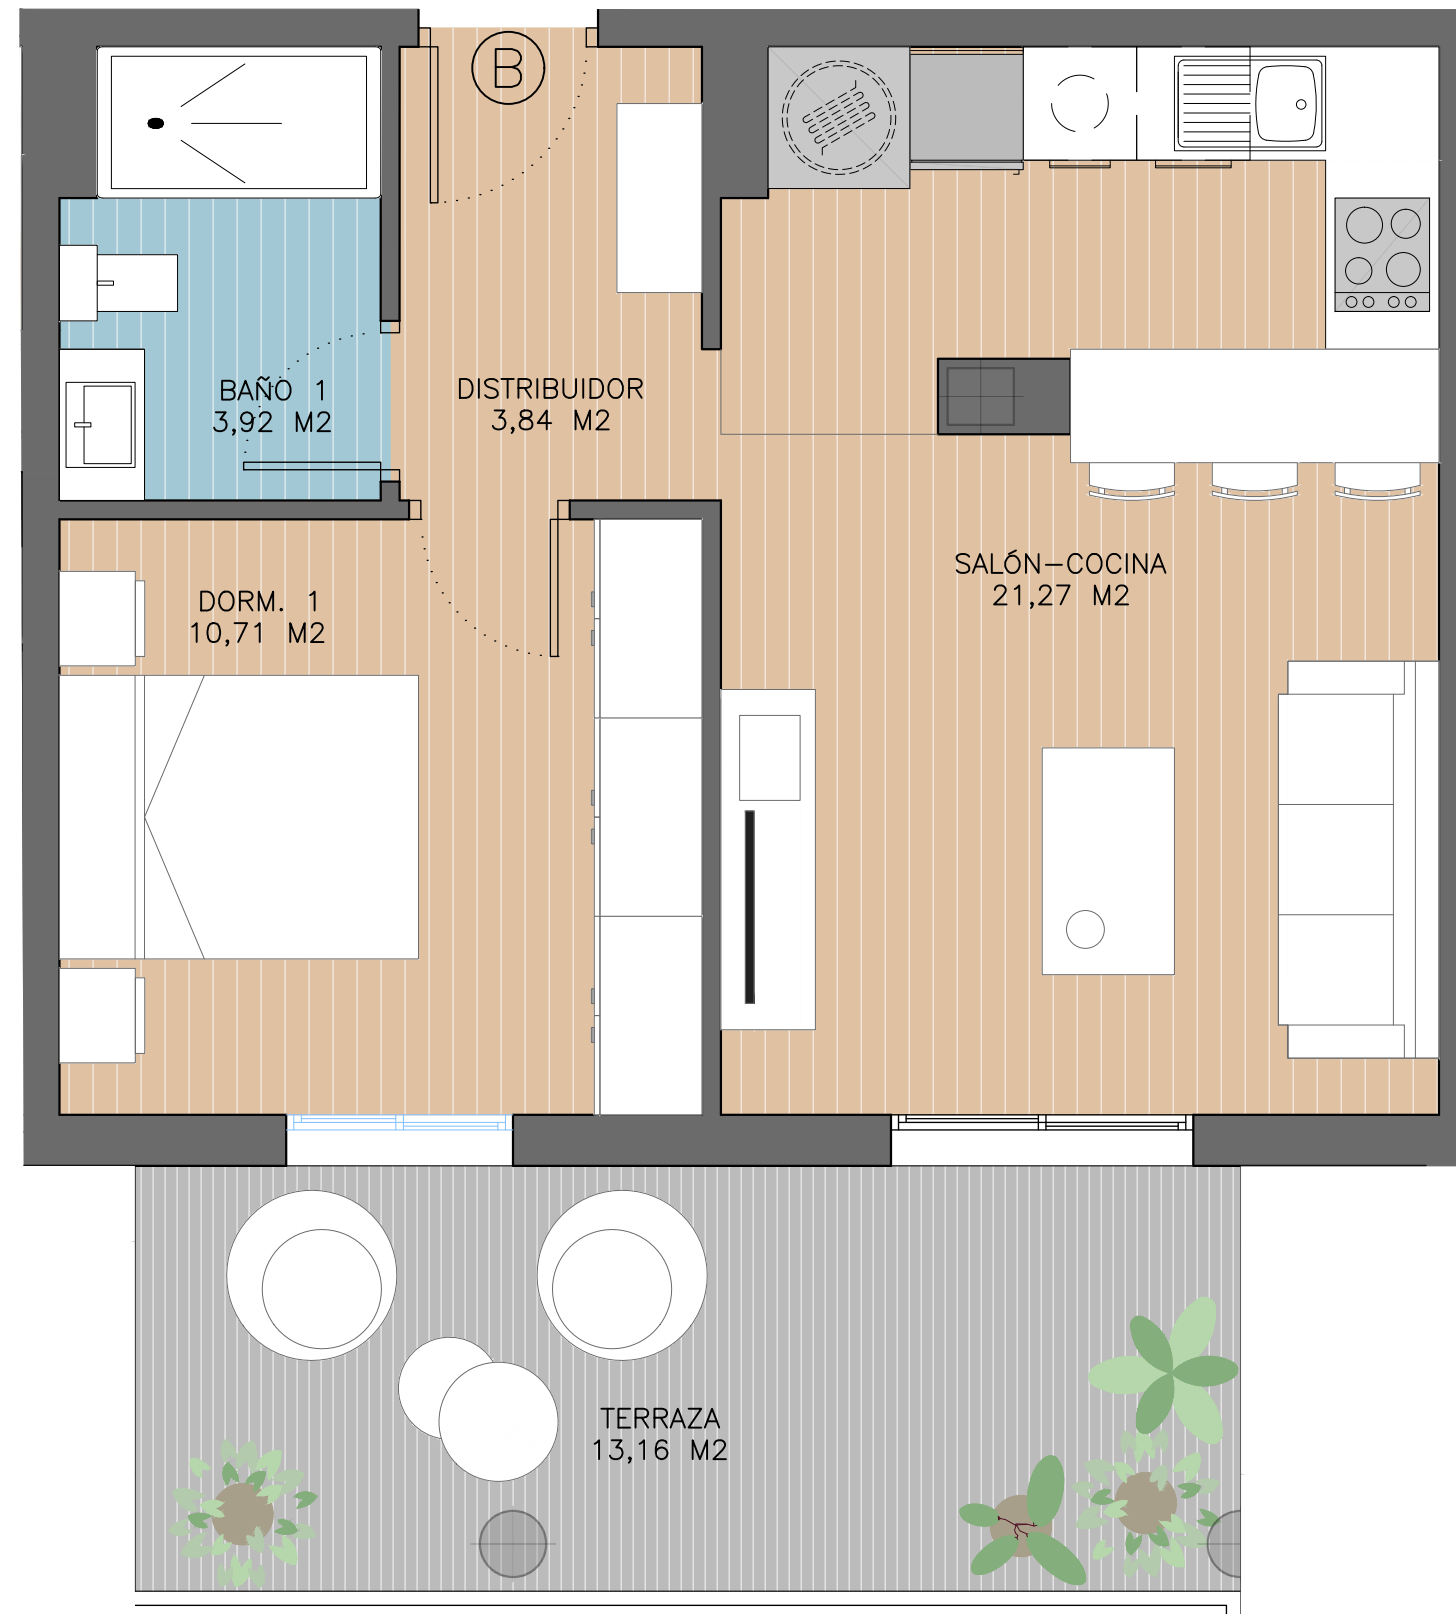 B
BAÑO 1
3,92 M2
DISTRIBUIDOR
3,84 M2
SALÓN-COCINA
21,27 M2
DORM. 1
10,71 M2
TERRAZA
13,16 M2